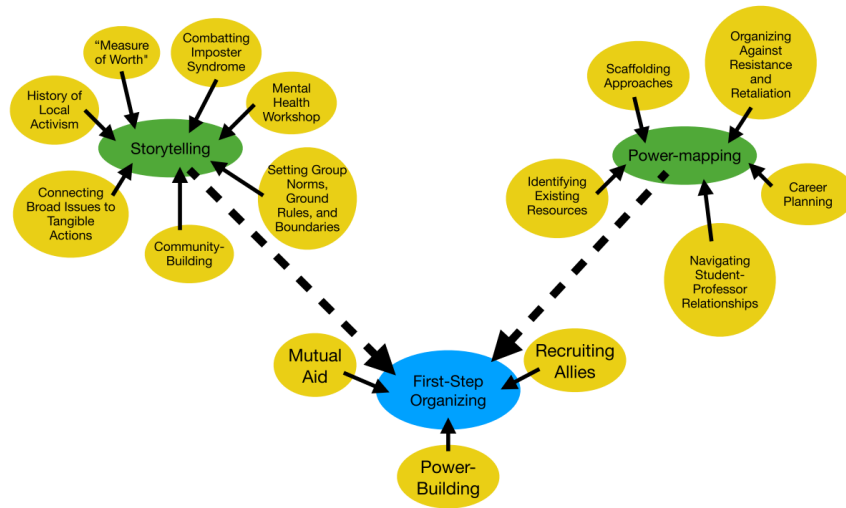 “Measure
of Worth"
Combatting
Imposter
Syndrome
History of
Local
Activism
Mental
Health
Workshop
Storytelling
Connecting
Broad Issues to
Tangible
Actions
Community-
Building
Setting Group
Norms,
Ground
Rules, and
Boundaries
Scaffolding
Approaches
Organizing
Against
Resistance
and
Retaliation
Power-mapping
Identifying
Existing
Resources
Career
Planning
Navigating
Student-
Professor
Relationships
Mutual
Aid
First-Step
Organizing
Recruiting
Allies
Power-
Building